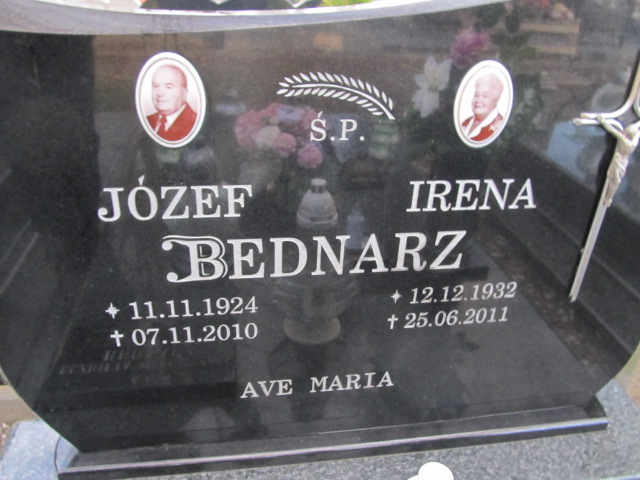 Ś.P.
JÓZEF IRENA
BEDNARZ
* 11.11.1924 * 12.12.1932
† 07.11.2010 † 25.06.2011
AVE MARIA